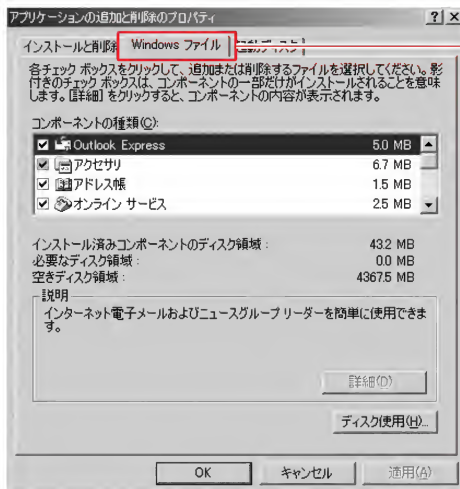 アプリケーションの追加と削除のプロパティ
インストールと削除 Windows ファイル 起動ディスク
各チェック ボックスをクリックして、追加または削除するファイルを選択してください。影
付きのチェック ボックスは、コンポーネントの一部だけがインストールされることを意味
します。[詳細] をクリックすると、コンポーネントの内容が表示されます。
コンポーネントの種類(C):
Outlook Express 5.0 MB
アクセサリ 6.7 MB
アドレス帳 1.5 MB
オンライン サービス 2.5 MB
インストール済みコンポーネントのディスク領域 : 43.2 MB
必要なディスク領域 : 0.0 MB
空きディスク領域 : 4367.5 MB
説明
インターネット電子メールおよびニュースグループ リーダーを簡単に使用できま
す。
詳細(D)
ディスク使用(H)...
OK キャンセル 適用(A)